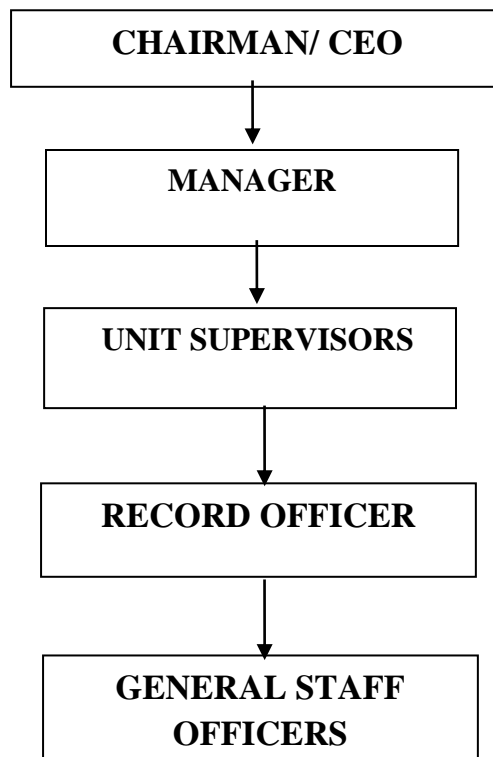 CHAIRMAN/ CEO
MANAGER
UNIT SUPERVISORS
RECORD OFFICER
GENERAL STAFF
OFFICERS